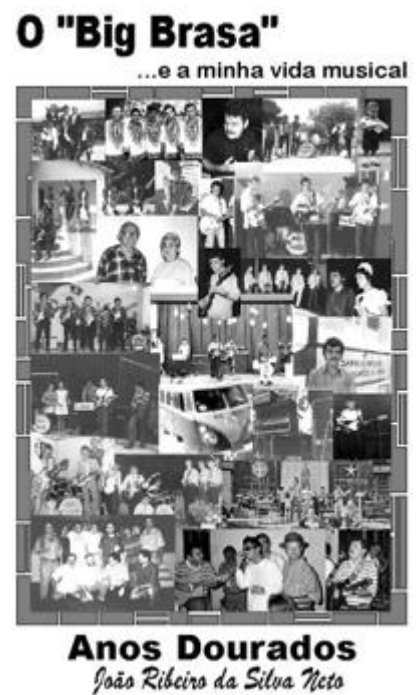 O "Big Brasa"
...e a minha vida musical
Anos Dourados
João Ribeiro da Silva Neto